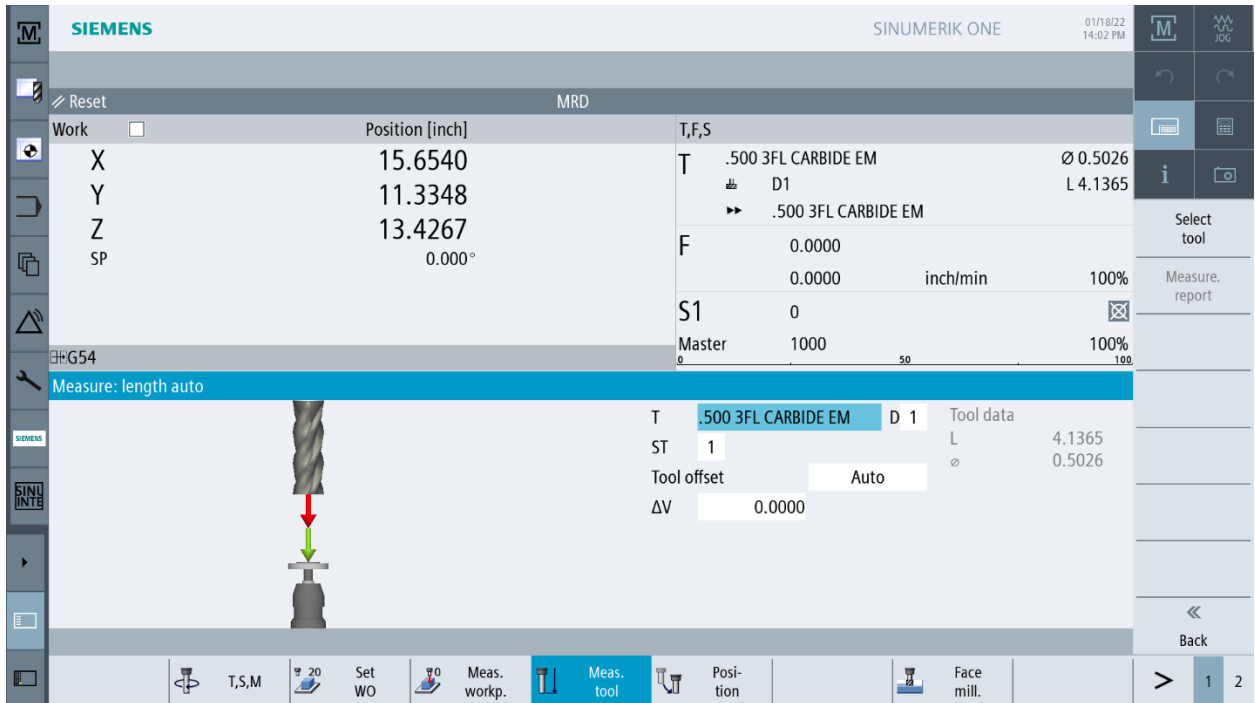 SIEMENS
SINUMERIK ONE
01/18/22
14:02 PM
M
M
JOG
Reset
MRD
Work
Position [inch]
T,F,S
X
15.6540
Y
11.3348
Z
13.4267
SP
0.000°
T
.500 3FL CARBIDE EM
Ø 0.5026
D1
L 4.1365
.500 3FL CARBIDE EM
F
0.0000
0.0000
inch/min
100%
S1
0
Master
1000
100%
0
50
100
G54
i
Select
tool
Measure.
report
Measure: length auto
T
.500 3FL CARBIDE EM
D 1
Tool data
ST
1
L
4.1365
⌀
0.5026
Tool offset
Auto
ΔV
0.0000
SIEMENS
SINU
INTE
«
Back
T,S,M
20
Set
WO
0
Meas.
workp.
Meas.
tool
Posi-
tion
Face
mill.
>
1
2